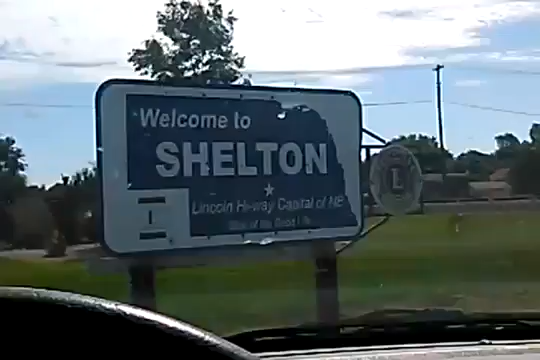 Welcome to
SHELTON
Lincoln Hi-way Capital of NE
L
L